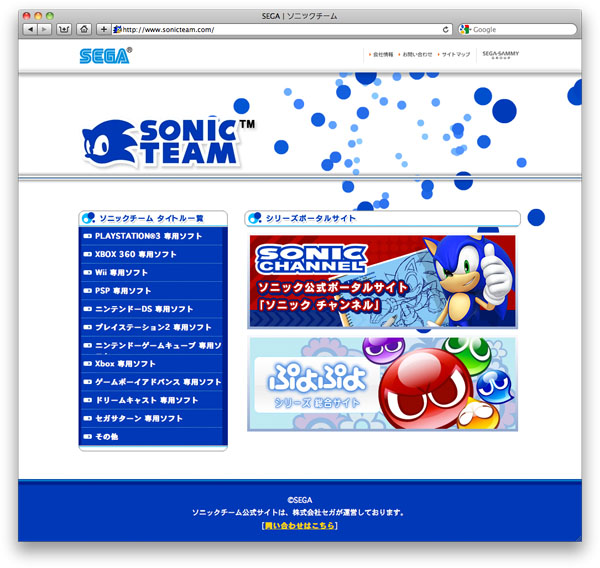 SEGA | ソニックチーム
http://www.sonicteam.com/
Google
SEGA®
会社情報 お問い合わせ サイトマップ
SEGA-SAMMY
GROUP
SONIC
TEAM™
ソニックチーム タイトル一覧
シリーズポータルサイト
PLAYSTATION®3 専用ソフト
XBOX 360 専用ソフト
Wii 専用ソフト
PSP 専用ソフト
ニンテンドーDS 専用ソフト
プレイステーション2 専用ソフト
ニンテンドーゲームキューブ 専用ソ
Xbox 専用ソフト
ゲームボーイアドバンス 専用ソフト
ドリームキャスト 専用ソフト
セガサターン 専用ソフト
その他
SONIC
CHANNEL
ソニック公式ポータルサイト
「ソニック チャンネル」
ぷよぷよ
シリーズ 総合サイト
©SEGA
ソニックチーム公式サイトは、株式会社セガが運営しております。
[問い合わせはこちら]